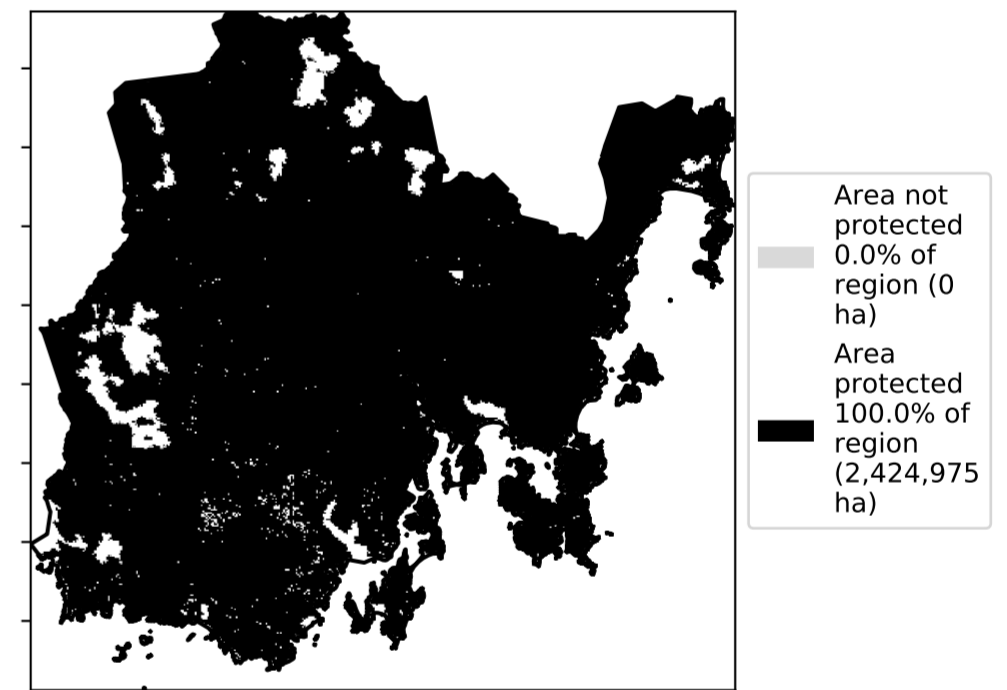 Area not
protected
0.0% of
region (0
ha)
Area
protected
100.0% of
region
(2,424,975
ha)